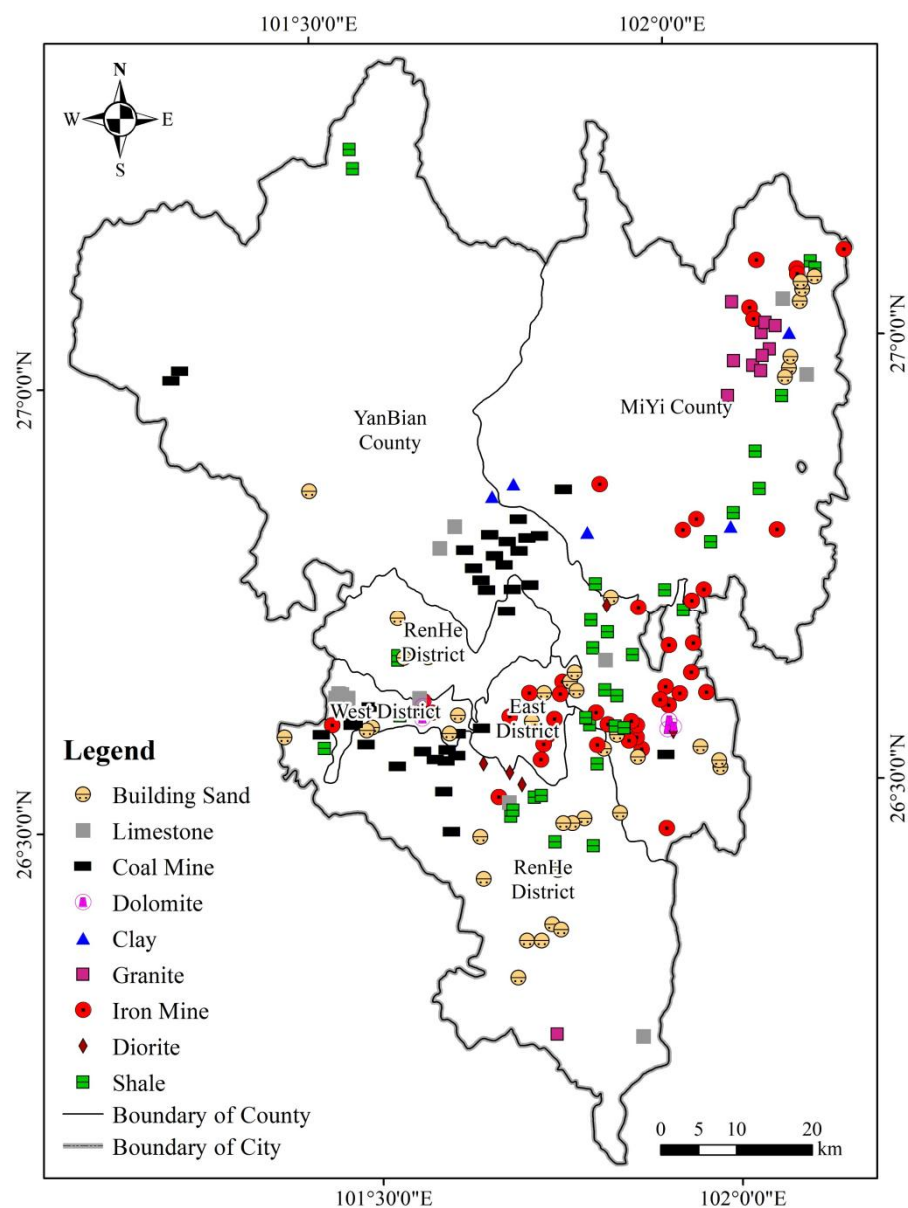 101°30'0"E 102°0'0"E
N
W E
S
27°0'0"N
27°0'0"N
YanBian
County
MiYi County
RenHe
District
West District
East
District
26°30'0"N
26°30'0"N
RenHe
District
Legend
Building Sand
Limestone
Coal Mine
Dolomite
Clay
Granite
Iron Mine
Diorite
Shale
Boundary of County
Boundary of City
0 5 10 20
km
101°30'0"E 102°0'0"E